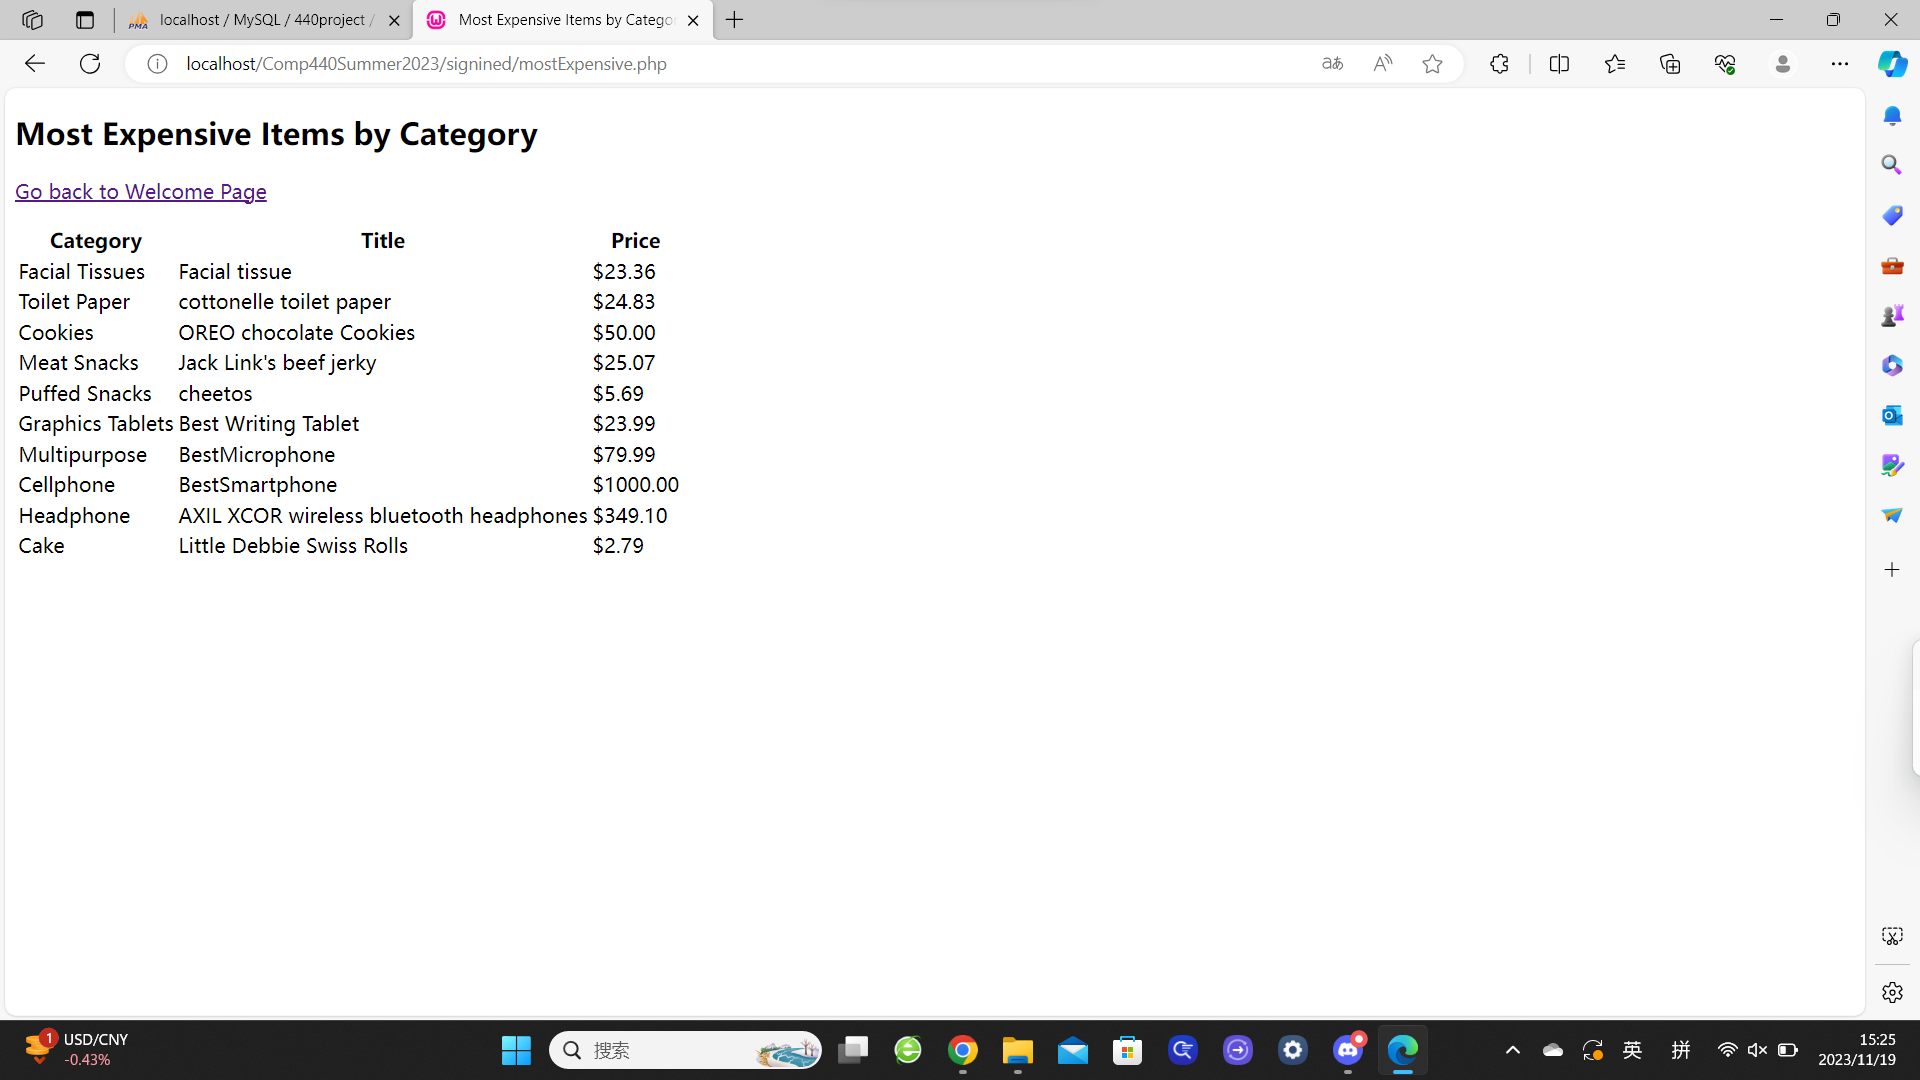 localhost / MySQL / 440project /
Most Expensive Items by Catego
localhost/Comp440Summer2023/signined/mostExpensive.php
Most Expensive Items by Category
Go back to Welcome Page
Category Title Price
Facial Tissues Facial tissue $23.36
Toilet Paper cottonelle toilet paper $24.83
Cookies OREO chocolate Cookies $50.00
Meat Snacks Jack Link's beef jerky $25.07
Puffed Snacks cheetos $5.69
Graphics Tablets Best Writing Tablet $23.99
Multipurpose BestMicrophone $79.99
Cellphone BestSmartphone $1000.00
Headphone AXIL XCOR wireless bluetooth headphones $349.10
Cake Little Debbie Swiss Rolls $2.79
1
USD/CNY
-0.43%
搜索
英
拼
15:25
2023/11/19